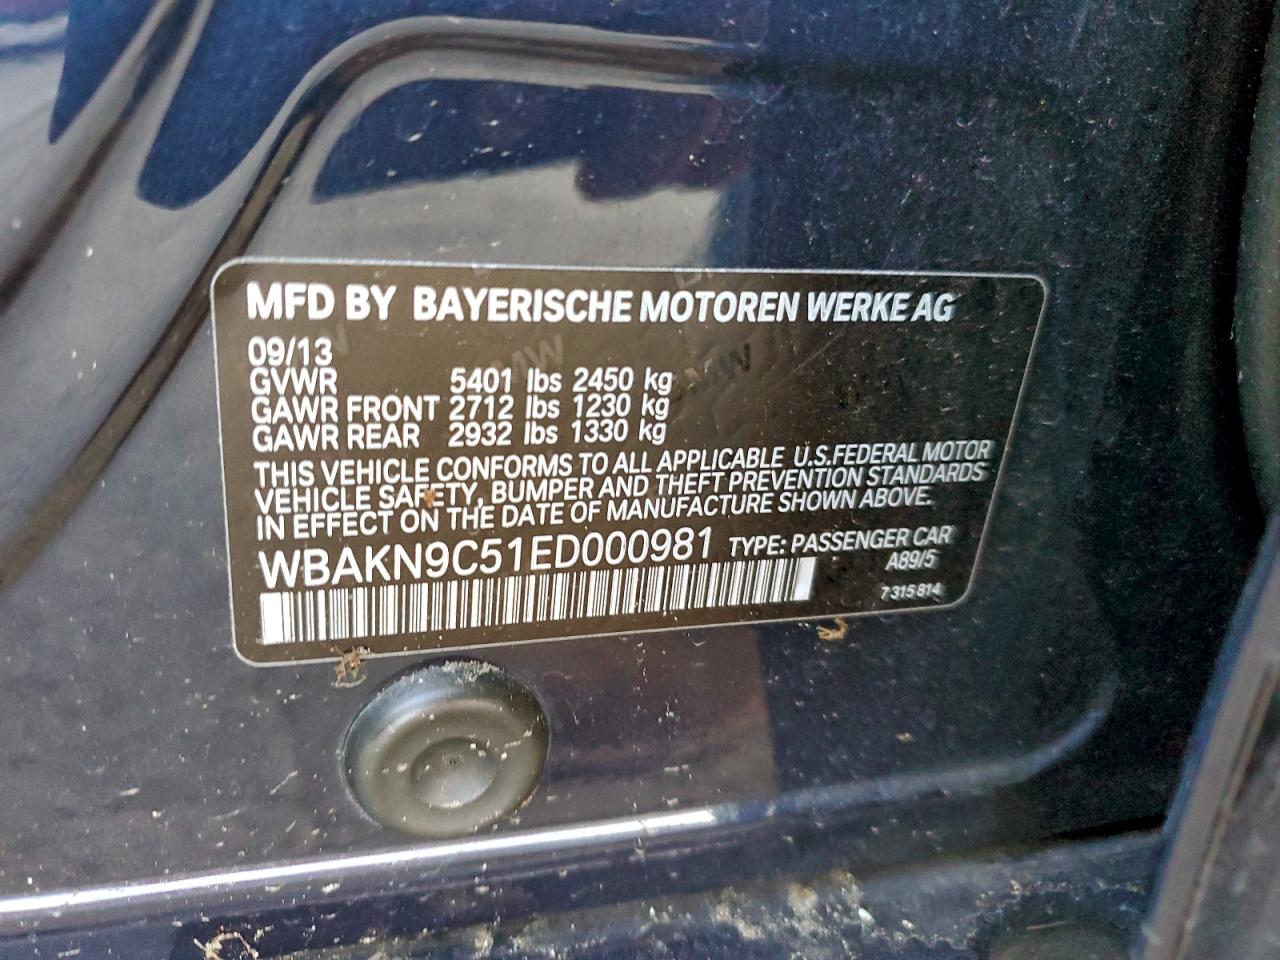 MFD BY BAYERISCHE MOTOREN WERKE AG
09/13
GVWR 5401 lbs 2450 kg
GAWR FRONT 2712 lbs 1230 kg
GAWR REAR 2932 lbs 1330 kg
THIS VEHICLE CONFORMS TO ALL APPLICABLE U.S.FEDERAL MOTOR
VEHICLE SAFETY, BUMPER AND THEFT PREVENTION STANDARDS
IN EFFECT ON THE DATE OF MANUFACTURE SHOWN ABOVE.
WBAKN9C51ED000981 TYPE: PASSENGER CAR
A89/5
7 315 814